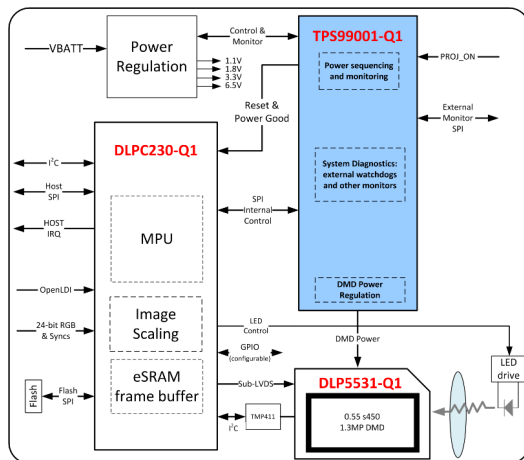 VBATT
Power
Regulation
Control &
Monitor
1.1V
1.8V
3.3V
6.5V
TPS99001-Q1
Power sequencing
and monitoring
PROJ_ON
Reset &
Power Good
External
Monitor
SPI
DLPC230-Q1
System Diagnostics:
external watchdogs
and other monitors
I²C
Host
SPI
HOST
IRQ
SPI
Internal
Control
MPU
OpenLDI
DMD Power
Regulation
24-bit RGB
& Syncs
Image
Scaling
LED
Control
DMD Power
GPIO
(configurable)
LED
drive
Flash
Flash
SPI
eSRAM
frame buffer
Sub-LVDS
DLP5531-Q1
I²C
TMP411
0.55 s450
1.3MP DMD